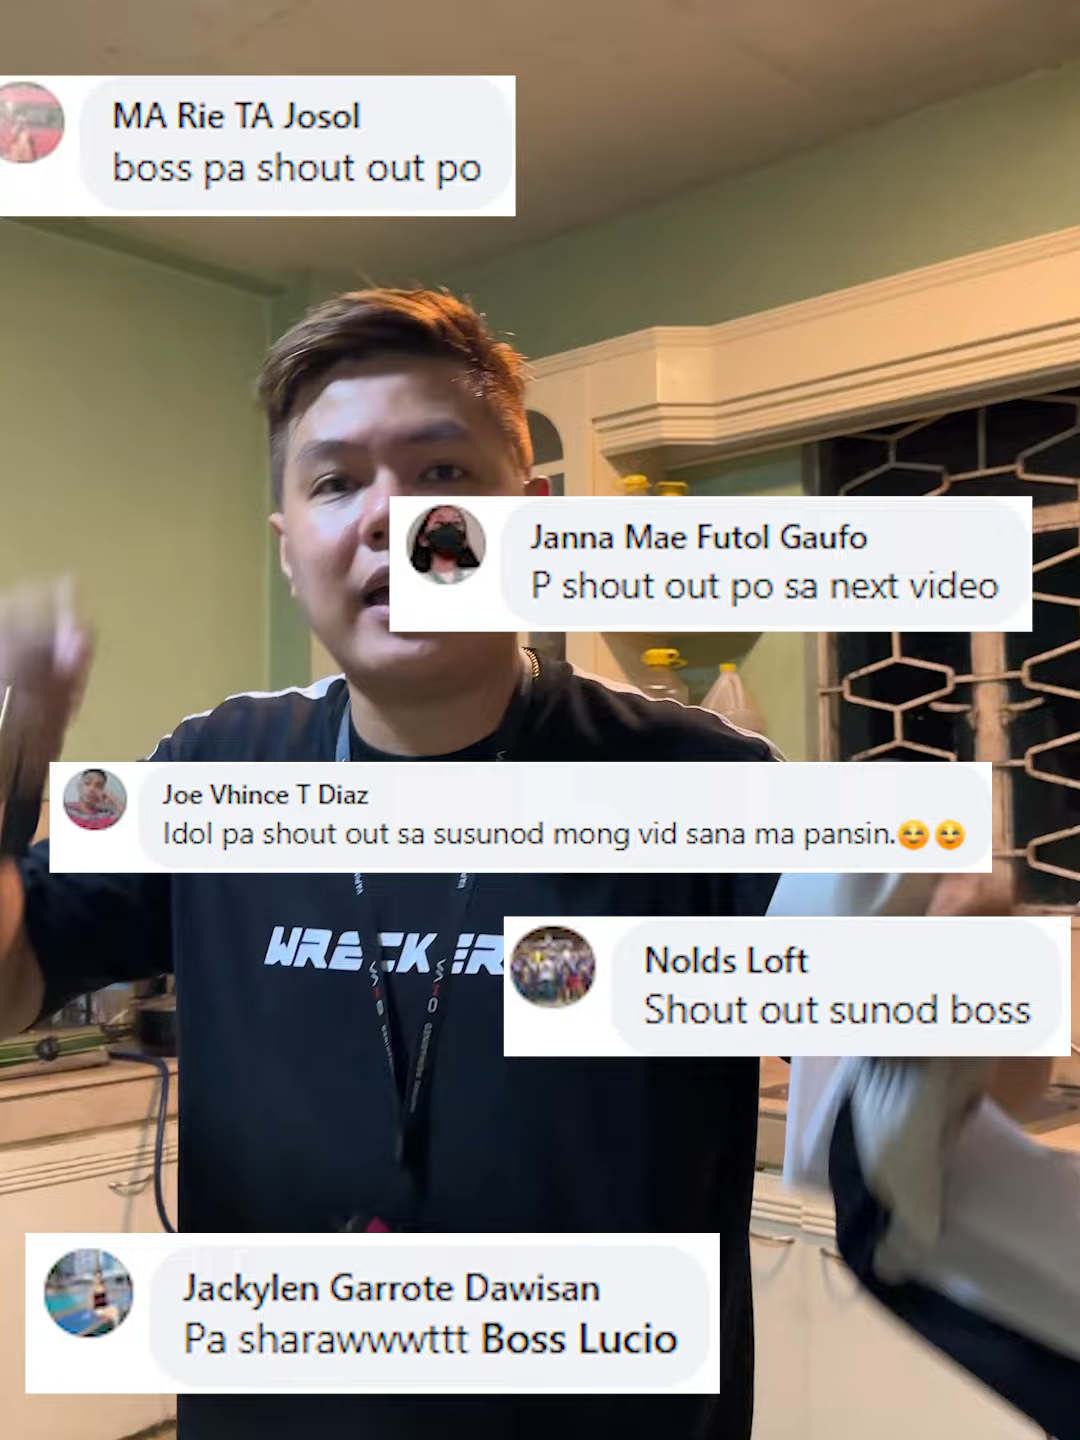 MA Rie TA Josol
boss pa shout out po
Janna Mae Futol Gaufo
P shout out po sa next video
Joe Vhince T Diaz
Idol pa shout out sa susunod mong vid sana ma pansin.😊😊
Nolds Loft
Shout out sunod boss
Jackylen Garrote Dawisan
Pa sharawwwttt Boss Lucio